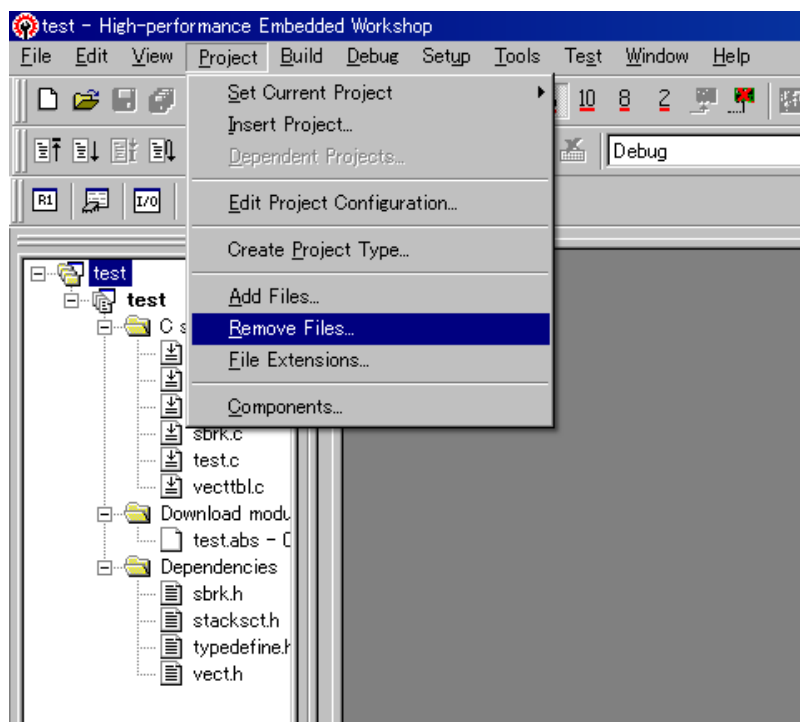 test - High-performance Embedded Workshop
File Edit View Project Build Debug Setup Tools Test Window Help
Set Current Project
10 8 2
Insert Project...
Dependent Projects...
Debug
R1 I/O
Edit Project Configuration...
Create Project Type...
test
test
Add Files...
C s
Remove Files...
File Extensions...
Components...
sbrk.c
test.c
vecttbl.c
Download modu
test.abs -
Dependencies
sbrk.h
stacksct.h
typedefine.h
vect.h